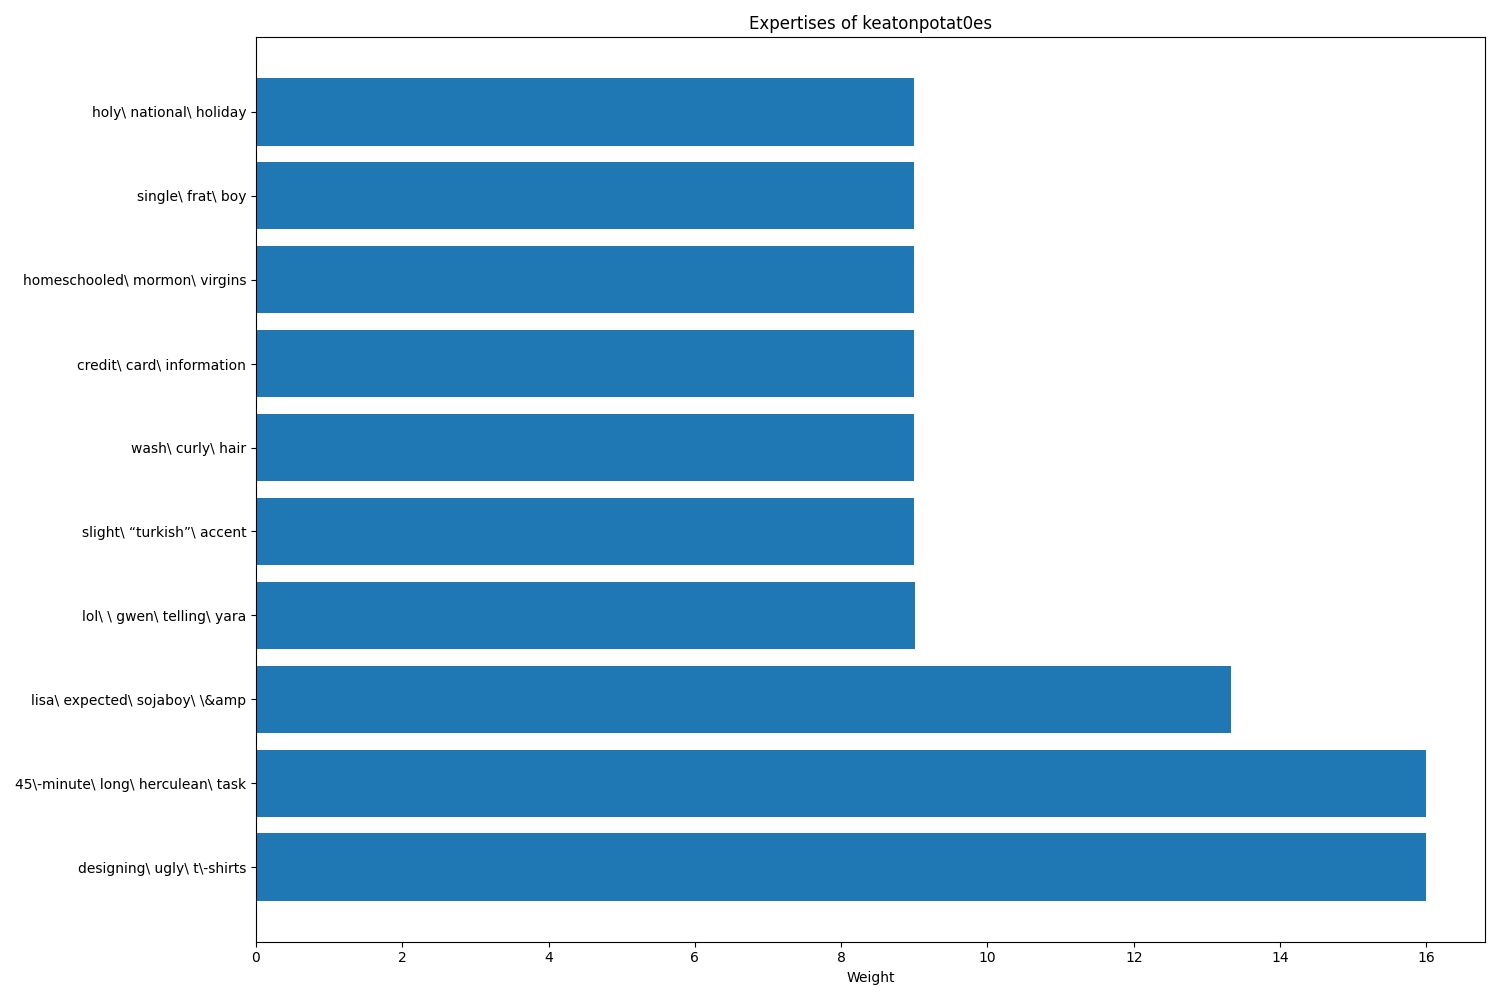 Expertises of keatonpotat0es
holy\ national\ holiday
single\ frat\ boy
homeschooled\ mormon\ virgins
credit\ card\ information
wash\ curly\ hair
slight\ “turkish”\ accent
lol\ \ gwen\ telling\ yara
lisa\ expected\ sojaboy\ \&amp
45\-minute\ long\ herculean\ task
designing\ ugly\ t\-shirts
0 2 4 6 8 10 12 14 16
Weight